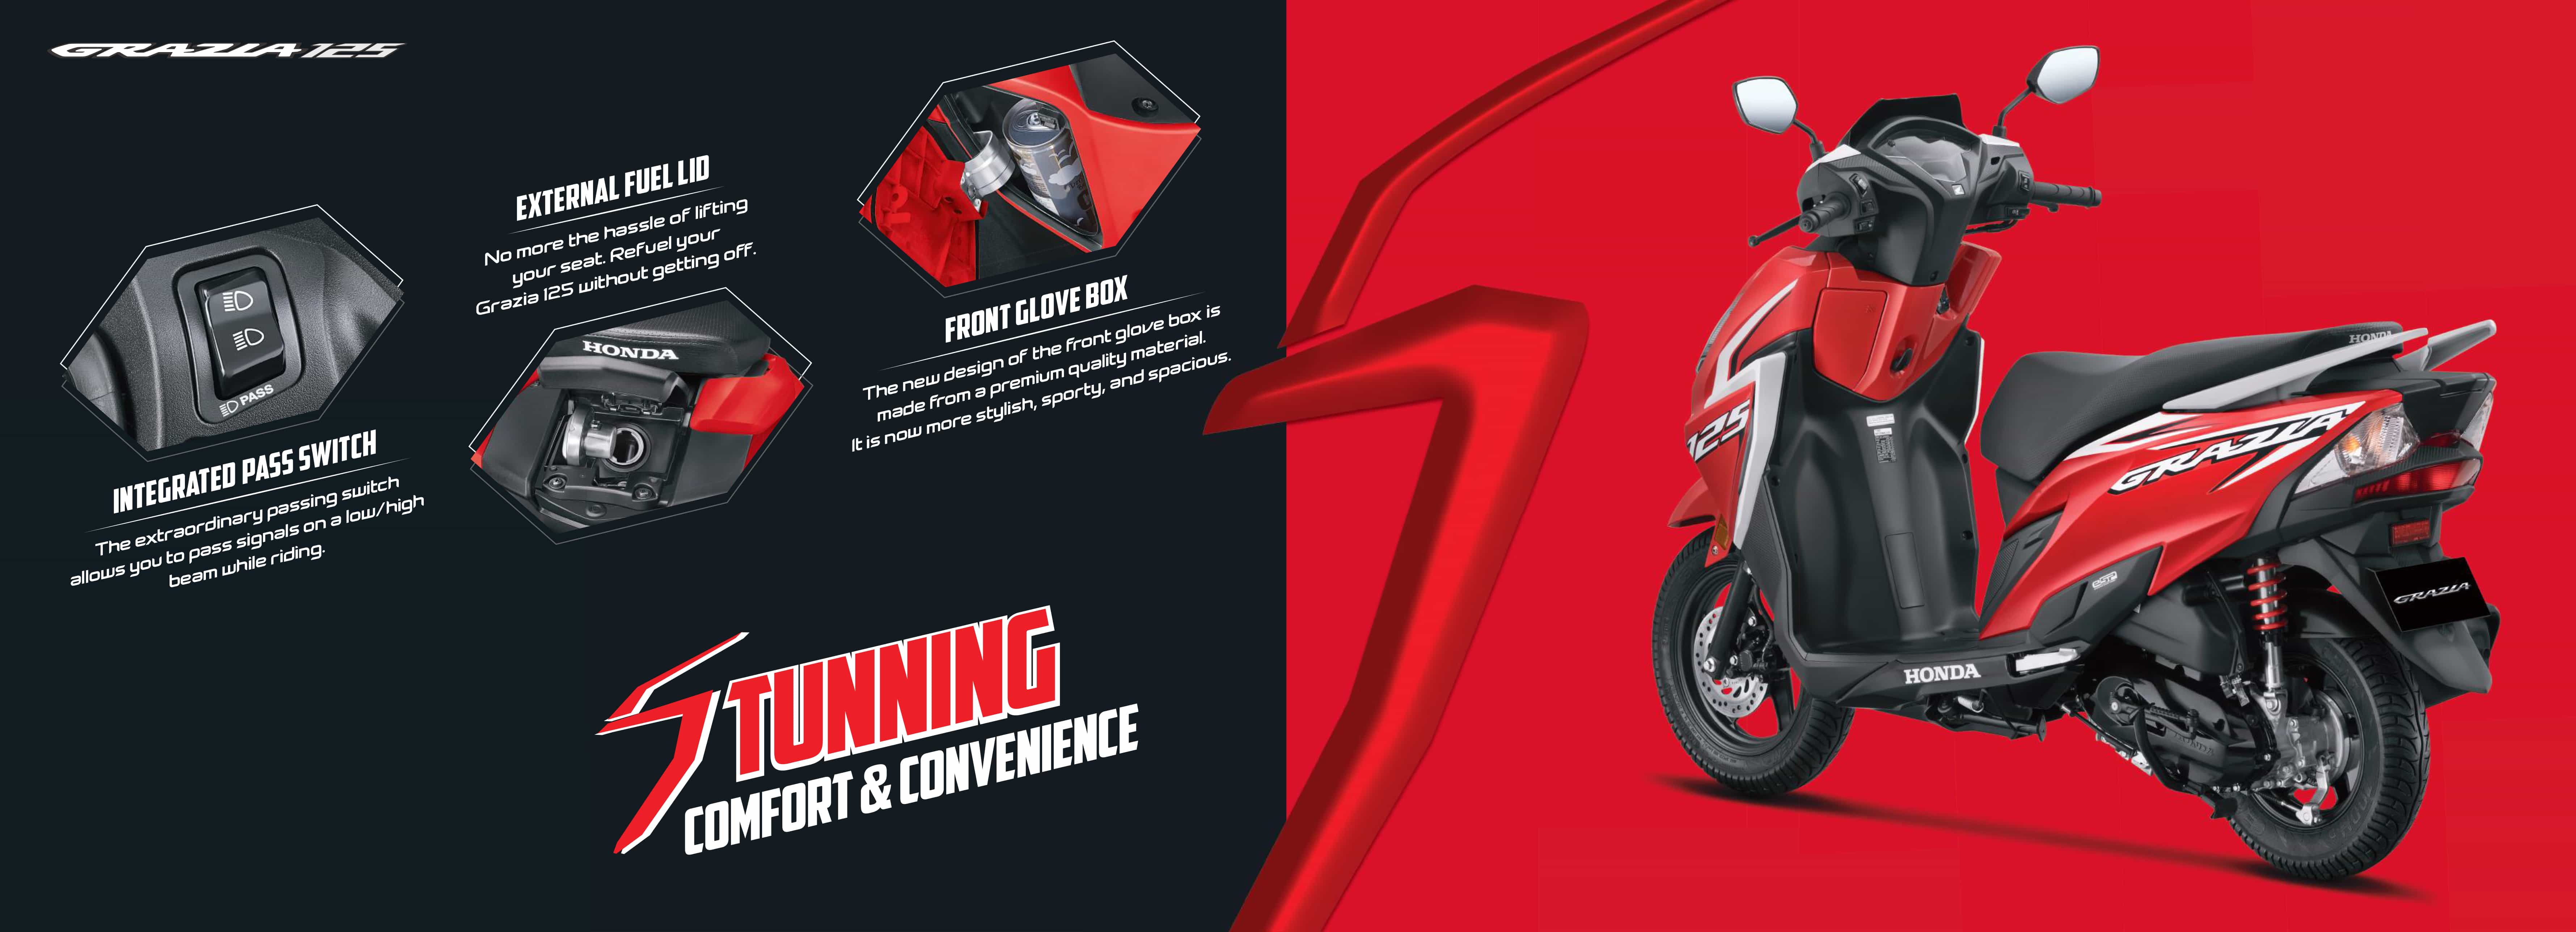 GRAZIA 125
INTEGRATED PASS SWITCH
The extraordinary passing switch
allows you to pass signals on a low/high
beam while riding.
PASS
EXTERNAL FUEL LID
No more the hassle of lifting
your seat. Refuel your
Grazia 125 without getting off.
HONDA
FRONT GLOVE BOX
The new design of the front glove box is
made from a premium quality material.
It is now more stylish, sporty, and spacious.
STUNNING
COMFORT & CONVENIENCE
125
HONDA
GRAZIA
HONDA
GRAZIA
HONDA